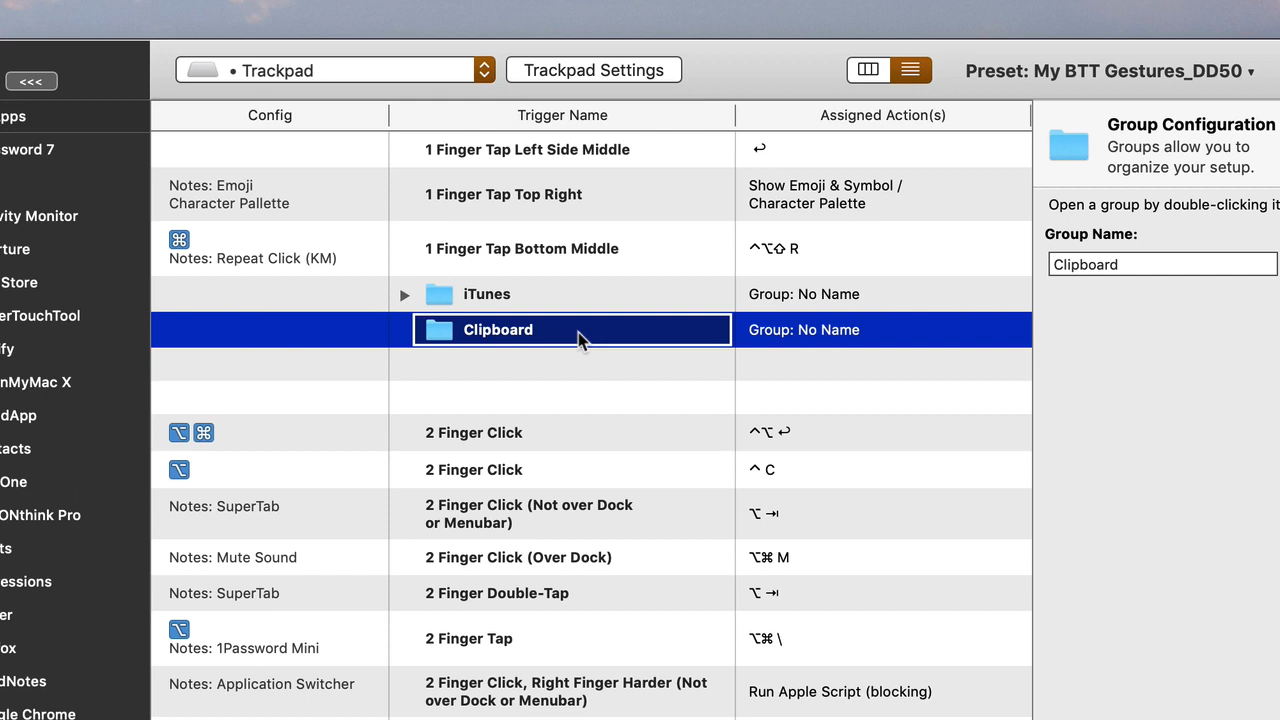 <<<
• Trackpad
Trackpad Settings
Preset: My BTT Gestures_DD50 ▾
pps
sword 7
vity Monitor
rture
Store
erTouchTool
ify
nMyMac X
dApp
tacts
One
ONthink Pro
ts
essions
er
ox
dNotes
gle Chrome
Config
Trigger Name
Assigned Action(s)
1 Finger Tap Left Side Middle
↩
Notes: Emoji
Character Pallette
1 Finger Tap Top Right
Show Emoji & Symbol /
Character Palette
⌘
Notes: Repeat Click (KM)
1 Finger Tap Bottom Middle
^⌥⇧ R
iTunes
Group: No Name
Clipboard
Group: No Name
⌥ ⌘
2 Finger Click
^⌥ ↩
⌥
2 Finger Click
^ C
Notes: SuperTab
2 Finger Click (Not over Dock
or Menubar)
⌥ ⇥
Notes: Mute Sound
2 Finger Click (Over Dock)
⌥⌘ M
Notes: SuperTab
2 Finger Double-Tap
⌥ ⇥
⌥
Notes: 1Password Mini
2 Finger Tap
⌥⌘ \
Notes: Application Switcher
2 Finger Click, Right Finger Harder (Not
over Dock or Menubar)
Run Apple Script (blocking)
Group Configuration
Groups allow you to
organize your setup.
Open a group by double-clicking it
Group Name:
Clipboard